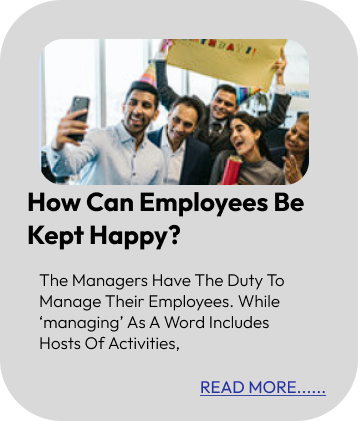 How Can Employees Be
Kept Happy?
The Managers Have The Duty To
Manage Their Employees. While
‘managing’ As A Word Includes
Hosts Of Activities,
READ MORE......